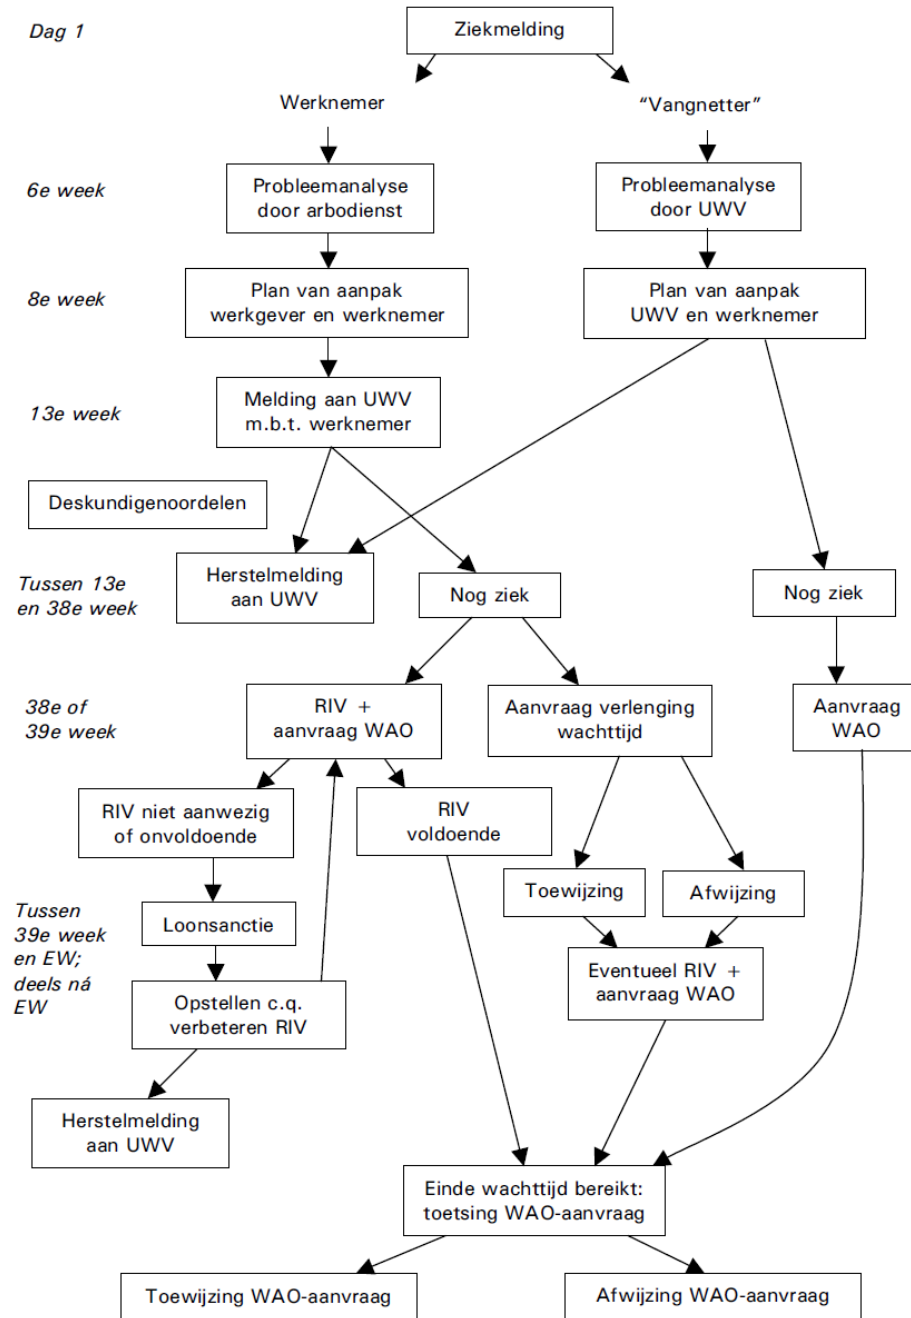 Dag 1
Ziekmelding
Werknemer
“Vangnetter”
6e week
Probleemanalyse
door arbodienst
Probleemanalyse
door UWV
8e week
Plan van aanpak
werkgever en werknemer
Plan van aanpak
UWV en werknemer
13e week
Melding aan UWV
m.b.t. werknemer
Deskundigenoordelen
Tussen 13e
en 38e week
Herstelmelding
aan UWV
Nog ziek
Nog ziek
38e of
39e week
RIV +
aanvraag WAO
Aanvraag verlenging
wachttijd
Aanvraag
WAO
RIV niet aanwezig
of onvoldoende
RIV
voldoende
Toewijzing
Afwijzing
Tussen
39e week
en EW;
deels ná
EW
Loonsanctie
Eventueel RIV +
aanvraag WAO
Opstellen c.q.
verbeteren RIV
Herstelmelding
aan UWV
Einde wachttijd bereikt:
toetsing WAO-aanvraag
Toewijzing WAO-aanvraag
Afwijzing WAO-aanvraag